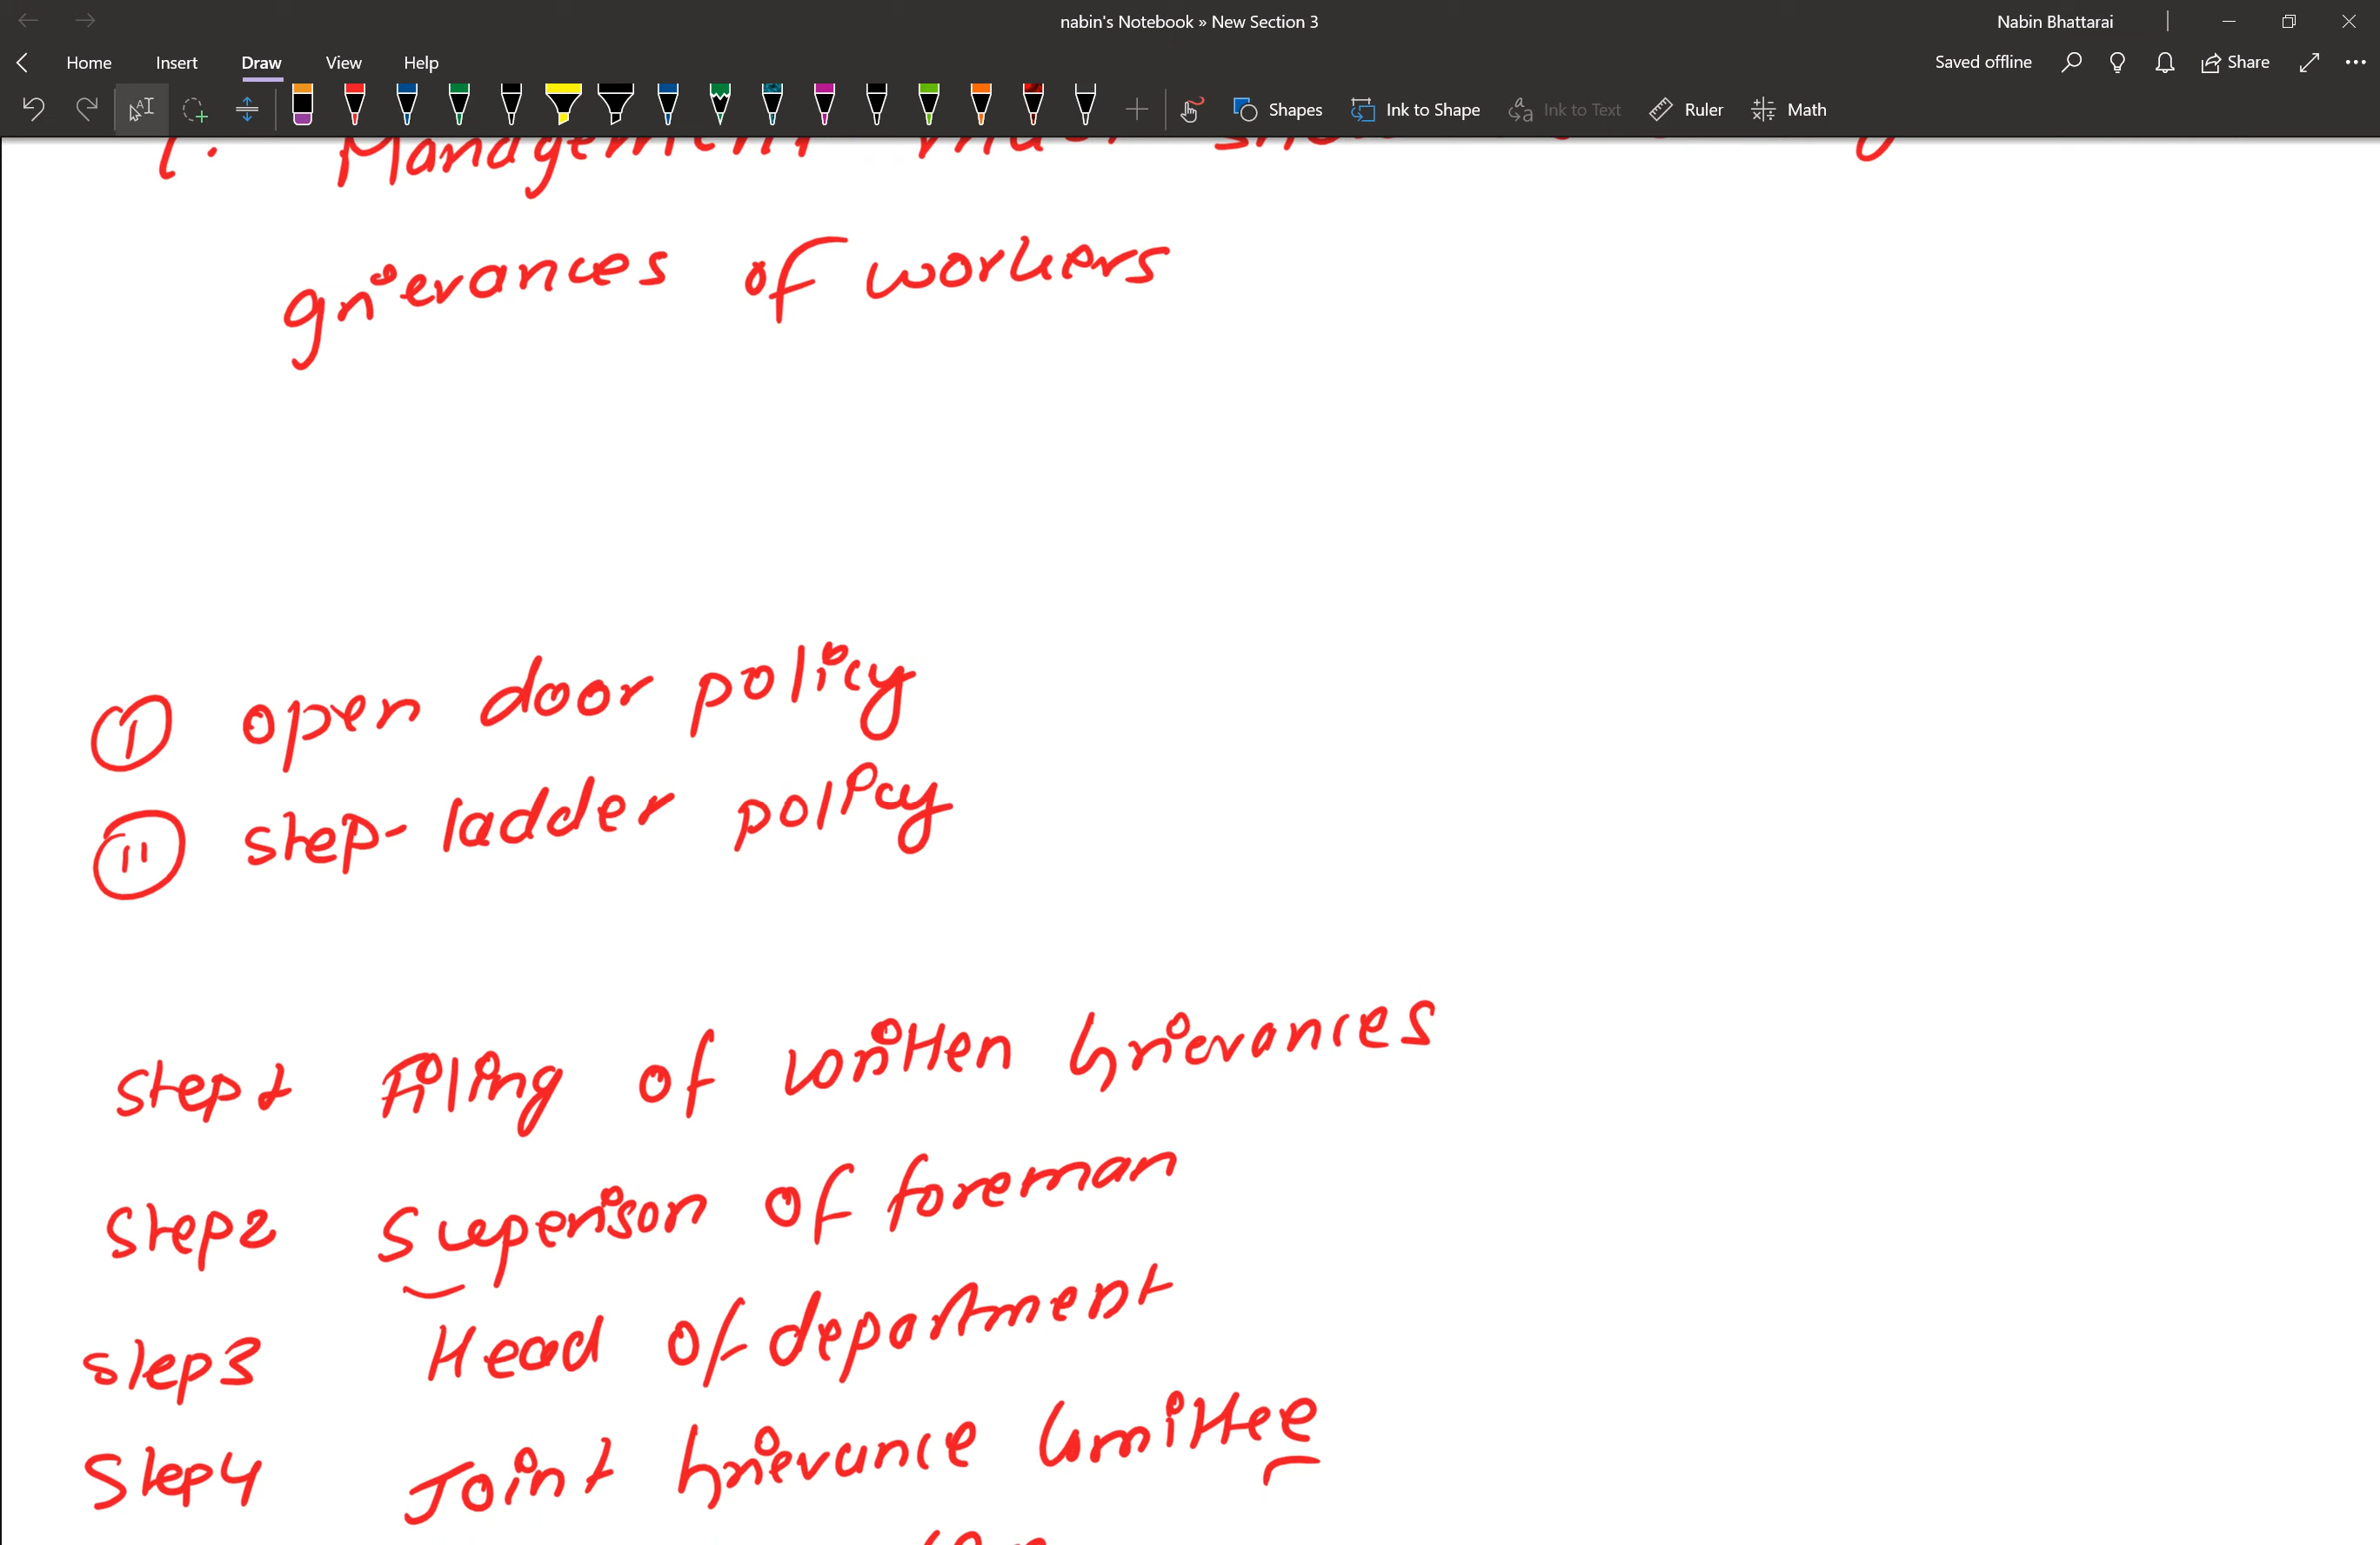 nabin's Notebook » New Section 3
Nabin Bhattarai
Home Insert Draw View Help
Saved offline
Share
Shapes
Ink to Shape
Ink to Text
Ruler
Math
Management
grievances of workers
I open door policy
II step-ladder policy
step1 Filing of written Grievances
step2 Superison of foreman
step3 Head of department
Step4 Joint Grievance Comittee